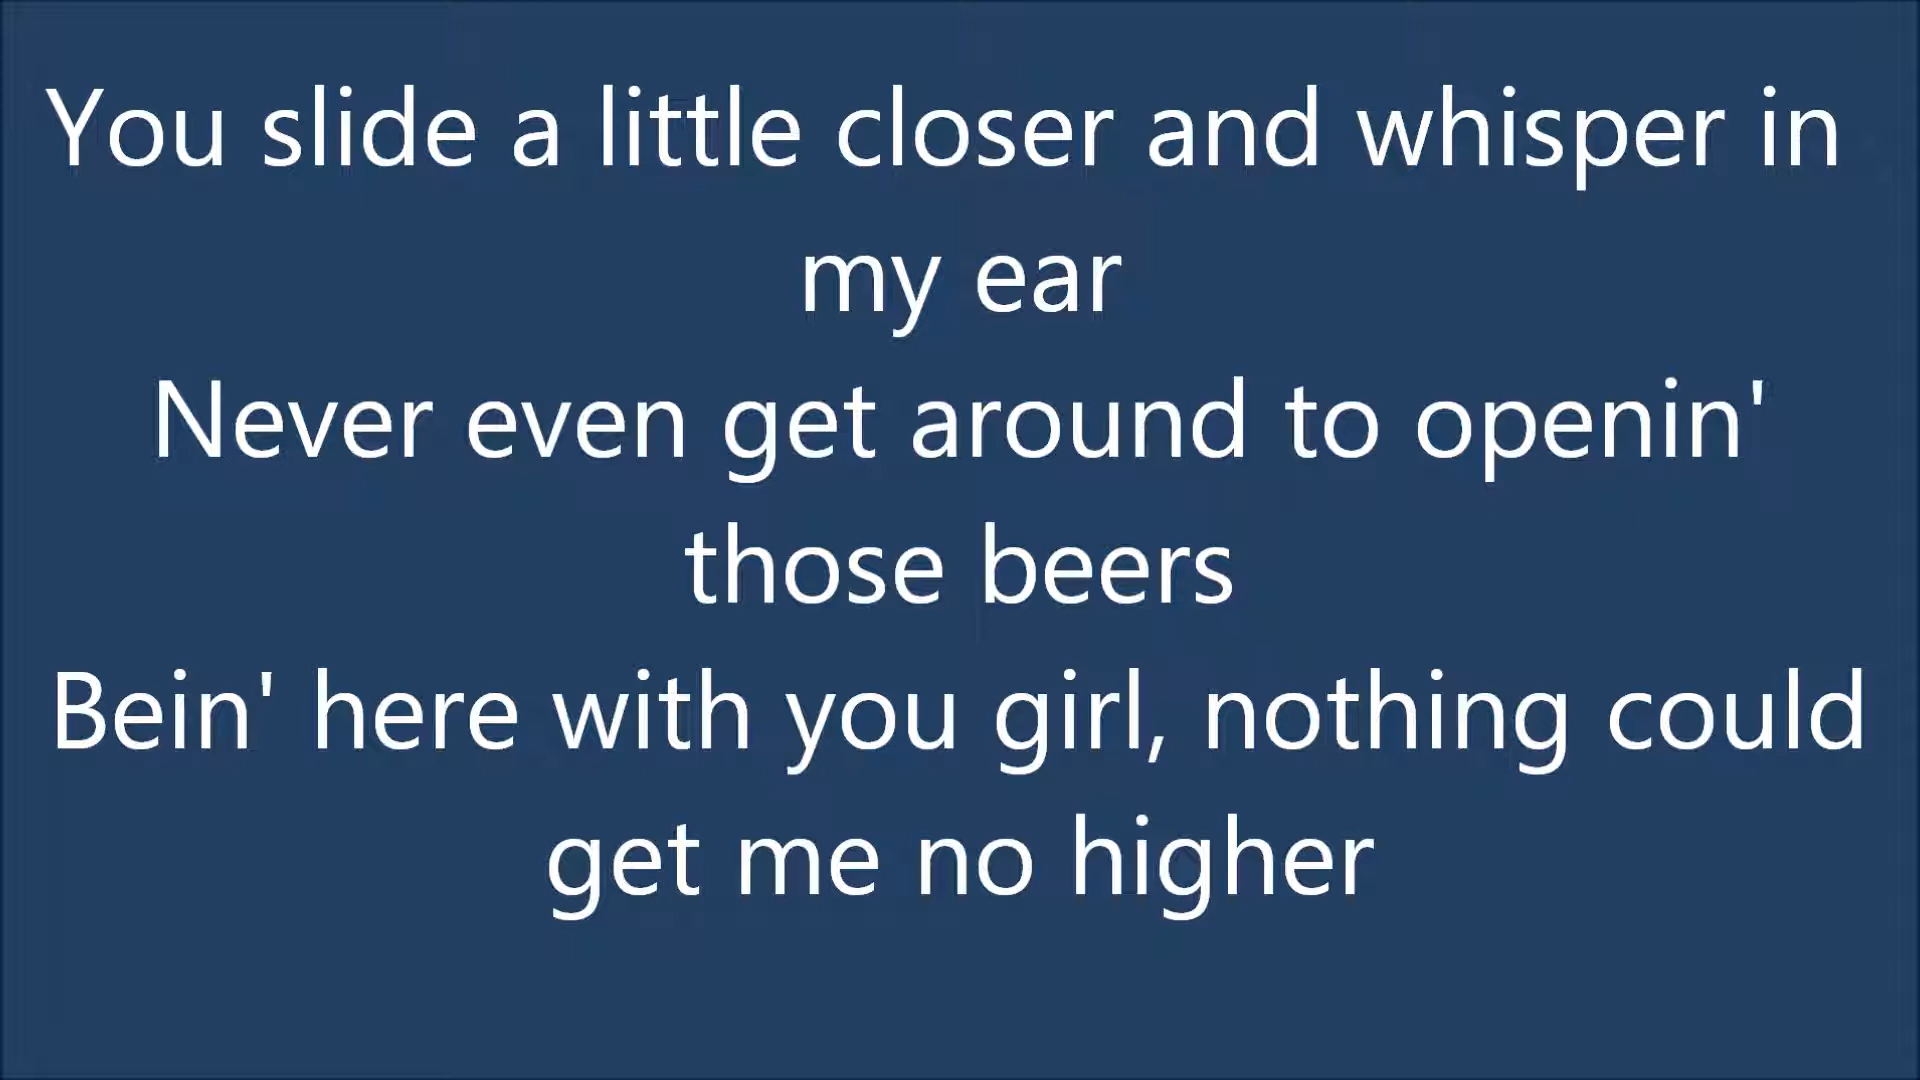 You slide a little closer and whisper in
my ear
Never even get around to openin'
those beers
Bein' here with you girl, nothing could
get me no higher